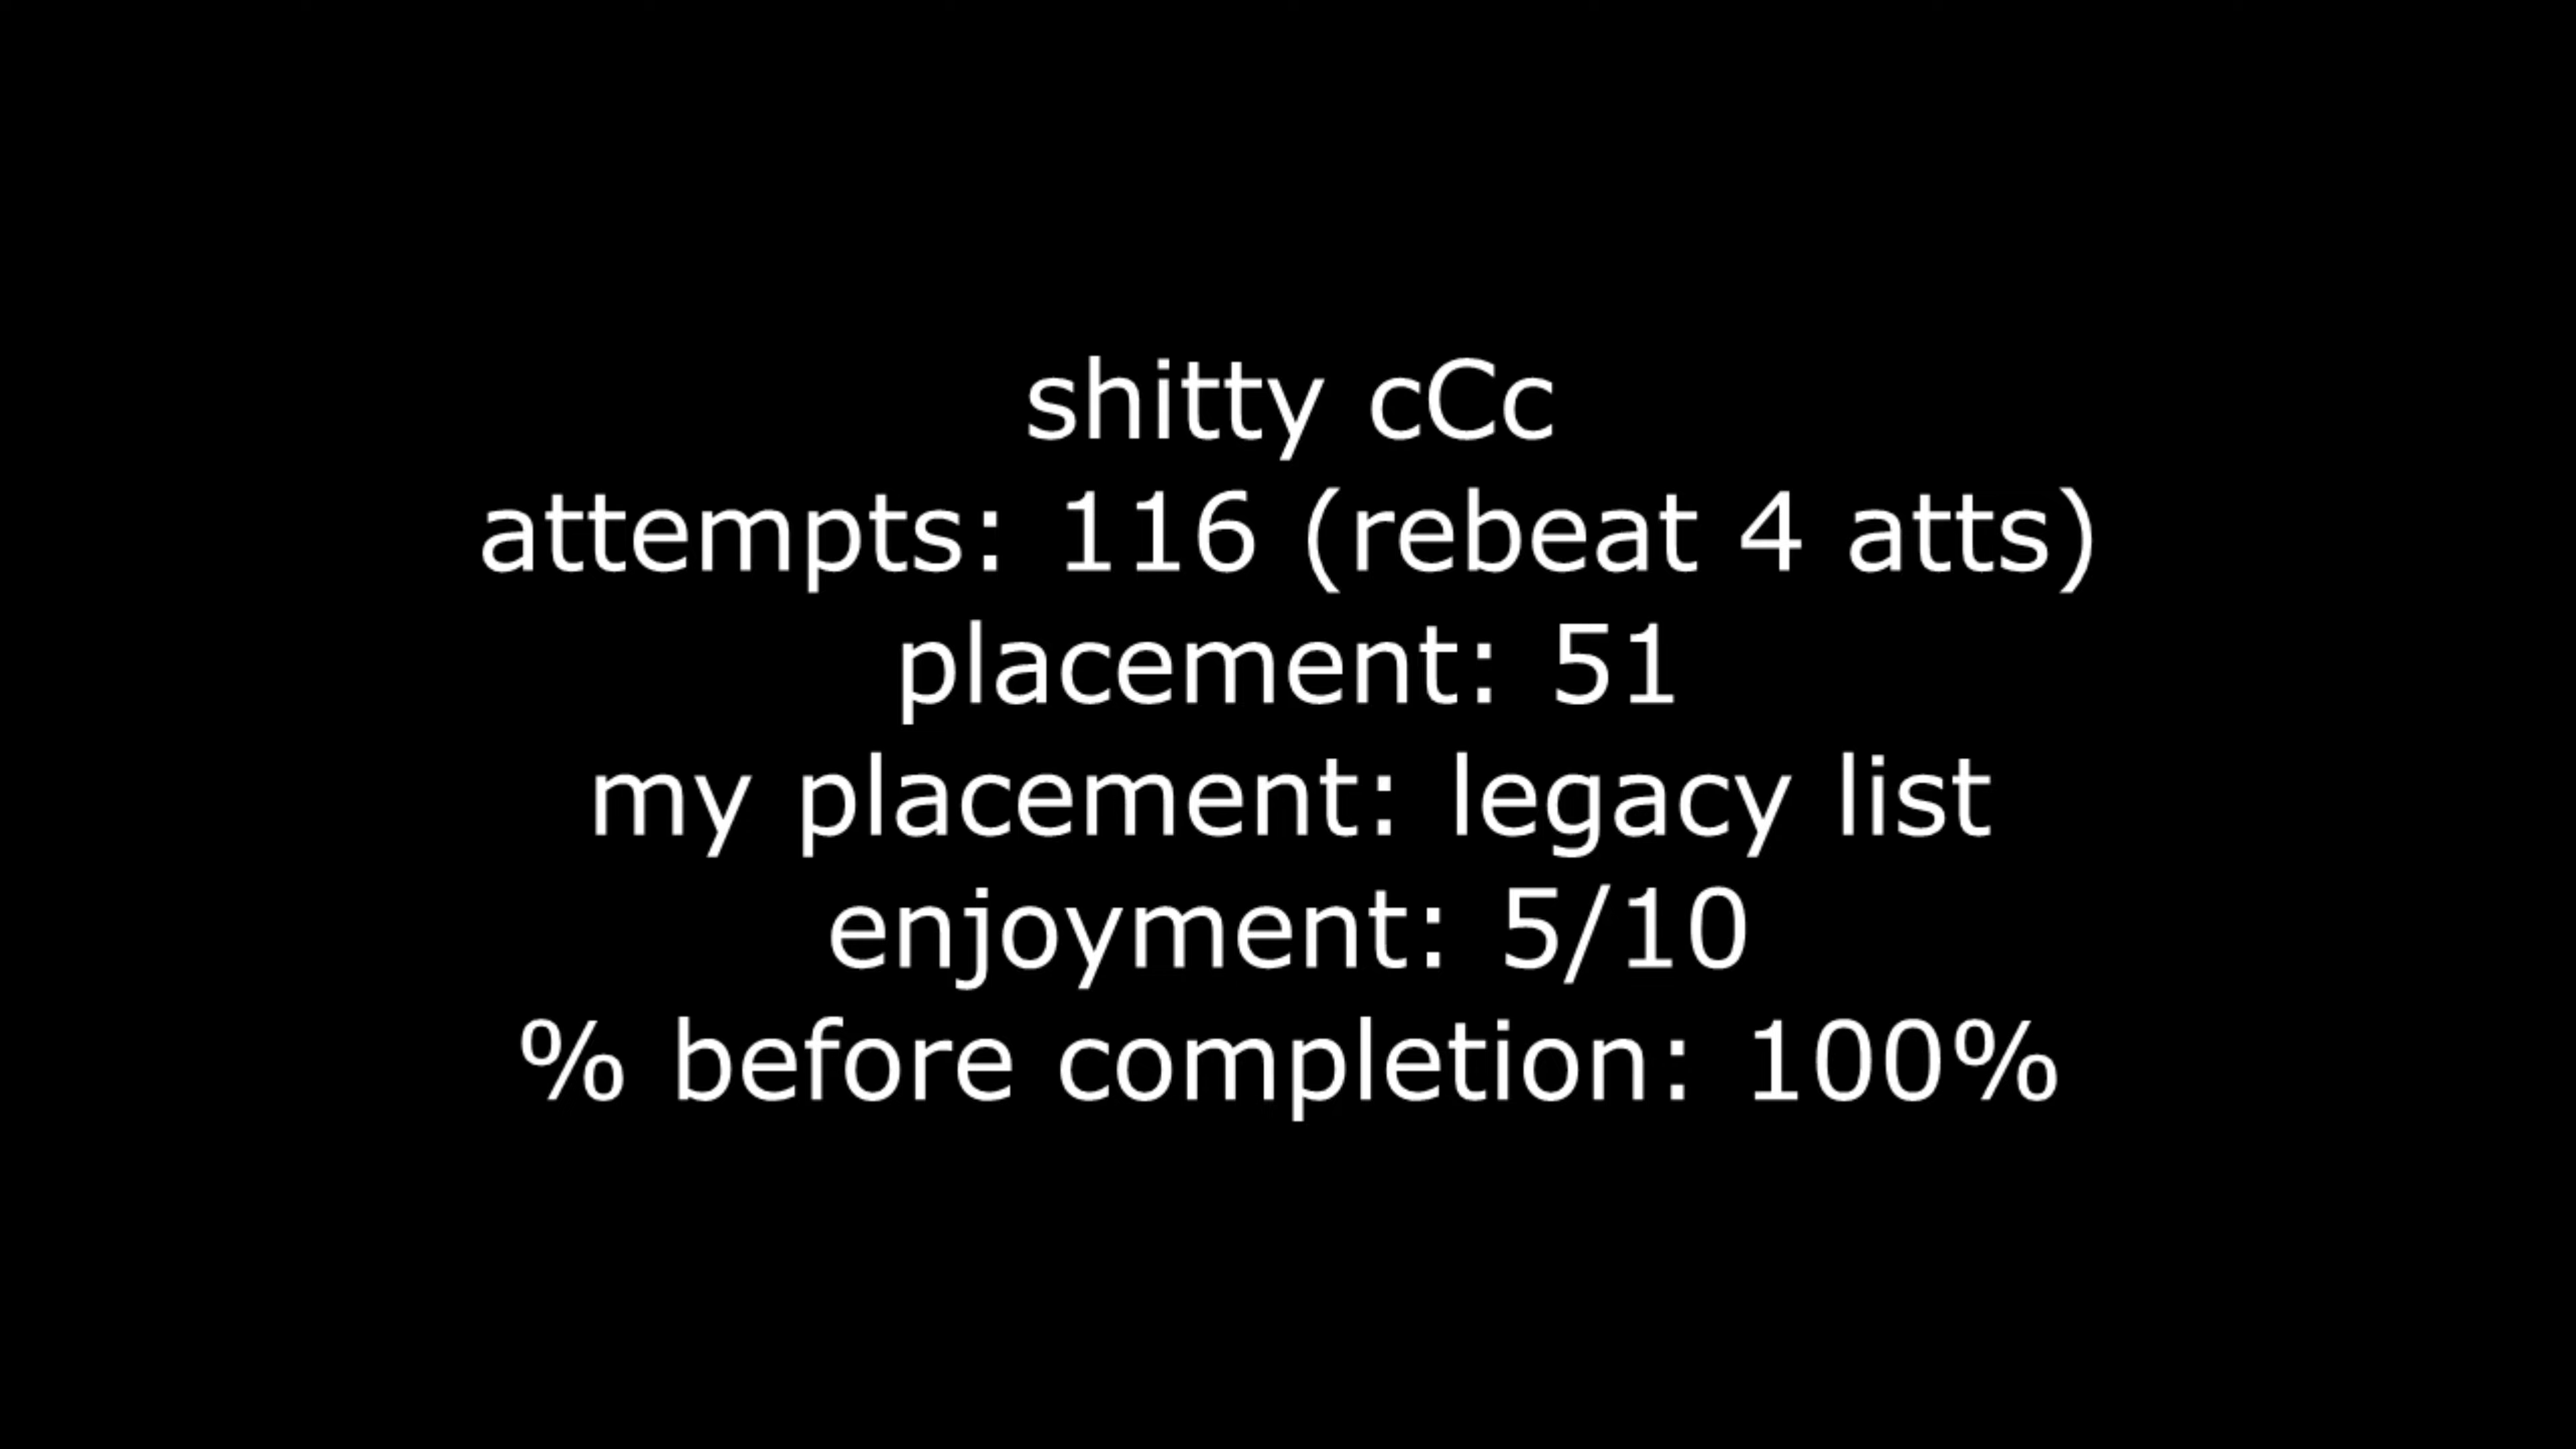 shitty cCc
attempts: 116 (rebeat 4 atts)
placement: 51
my placement: legacy list
enjoyment: 5/10
% before completion: 100%